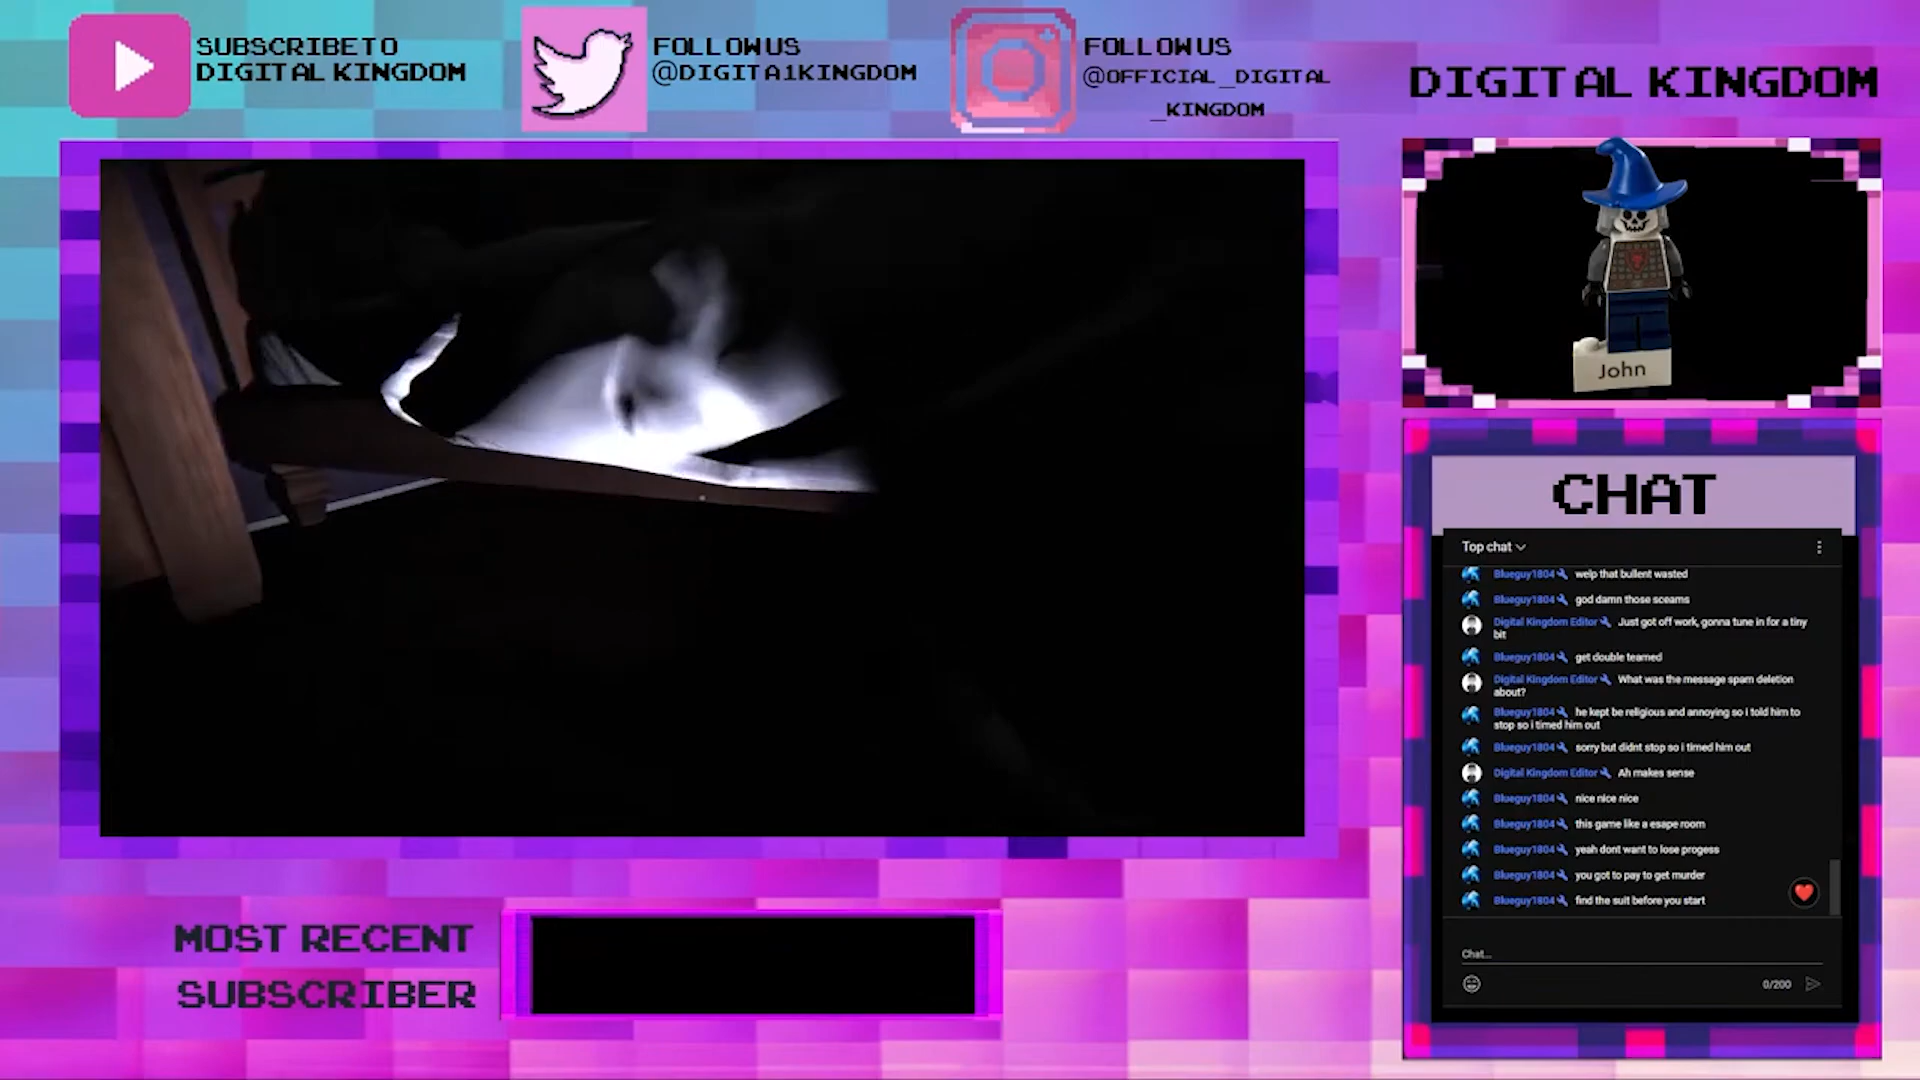 SUBSCRIBE TO
DIGITAL KINGDOM
FOLLOW US
@DIGITA1KINGDOM
FOLLOW US
@OFFICIAL_DIGITAL
_KINGDOM
DIGITAL KINGDOM
John
CHAT
Top chat
Blueguy1804 welp that bullent wasted
Blueguy1804 god damn those sceams
Digital Kingdom Editor Just got off work, gonna tune in for a tiny
bit
Blueguy1804 get double teamed
Digital Kingdom Editor What was the message spam deletion
about?
Blueguy1804 he kept be religious and annoying so i told him to
stop so i timed him out
Blueguy1804 sorry but didnt stop so i timed him out
Digital Kingdom Editor Ah makes sense
Blueguy1804 nice nice nice
Blueguy1804 this game like a esape room
Blueguy1804 yeah dont want to lose progess
Blueguy1804 you got to pay to get murder
Blueguy1804 find the suit before you start
Chat...
0/200
MOST RECENT
SUBSCRIBER